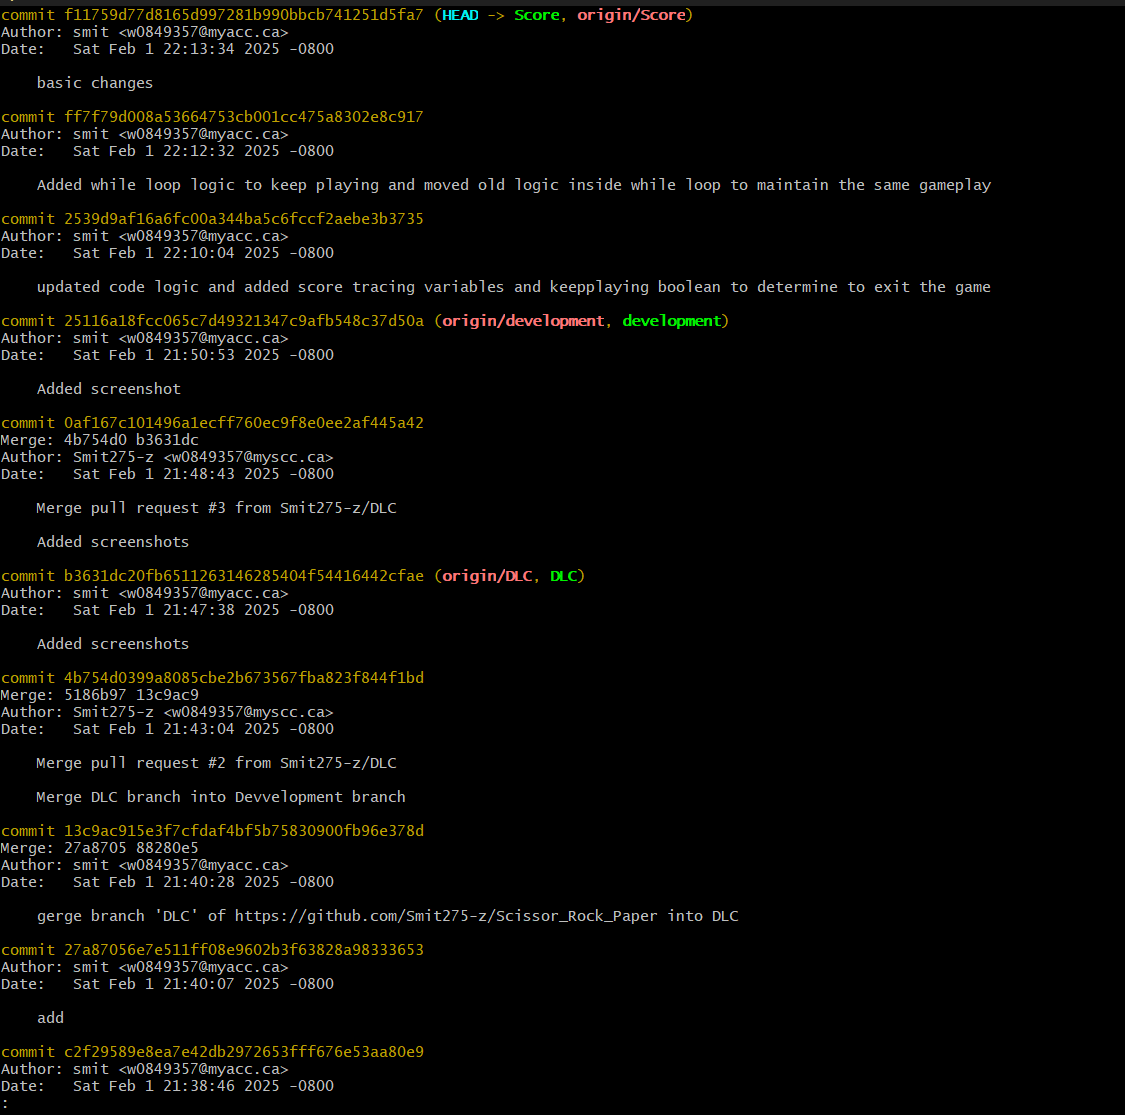 commit f11759d77d8165d997281b990bbcb741251d5fa7 (HEAD -> Score, origin/Score)
Author: smit <w0849357@myacc.ca>
Date:   Sat Feb 1 22:13:34 2025 -0800
basic changes
commit ff7f79d008a53664753cb001cc475a8302e8c917
Author: smit <w0849357@myacc.ca>
Date:   Sat Feb 1 22:12:32 2025 -0800
Added while loop logic to keep playing and moved old logic inside while loop to maintain the same gameplay
commit 2539d9af16a6fc00a344ba5c6fccf2aebe3b3735
Author: smit <w0849357@myacc.ca>
Date:   Sat Feb 1 22:10:04 2025 -0800
updated code logic and added score tracing variables and keepplaying boolean to determine to exit the game
commit 25116a18fcc065c7d49321347c9afb548c37d50a (origin/development, development)
Author: smit <w0849357@myacc.ca>
Date:   Sat Feb 1 21:50:53 2025 -0800
Added screenshot
commit 0af167c101496a1ecff760ec9f8e0ee2af445a42
Merge: 4b754d0 b3631dc
Author: Smit275-z <w0849357@myscc.ca>
Date:   Sat Feb 1 21:48:43 2025 -0800
Merge pull request #3 from Smit275-z/DLC
Added screenshots
commit b3631dc20fb6511263146285404f54416442cfae (origin/DLC, DLC)
Author: smit <w0849357@myacc.ca>
Date:   Sat Feb 1 21:47:38 2025 -0800
Added screenshots
commit 4b754d0399a8085cbe2b673567fba823f844f1bd
Merge: 5186b97 13c9ac9
Author: Smit275-z <w0849357@myscc.ca>
Date:   Sat Feb 1 21:43:04 2025 -0800
Merge pull request #2 from Smit275-z/DLC
Merge DLC branch into Devvelopment branch
commit 13c9ac915e3f7cfdaf4bf5b75830900fb96e378d
Merge: 27a8705 88280e5
Author: smit <w0849357@myacc.ca>
Date:   Sat Feb 1 21:40:28 2025 -0800
gerge branch 'DLC' of https://github.com/Smit275-z/Scissor_Rock_Paper into DLC
commit 27a87056e7e511ff08e9602b3f63828a98333653
Author: smit <w0849357@myacc.ca>
Date:   Sat Feb 1 21:40:07 2025 -0800
add
commit c2f29589e8ea7e42db2972653fff676e53aa80e9
Author: smit <w0849357@myacc.ca>
Date:   Sat Feb 1 21:38:46 2025 -0800
: